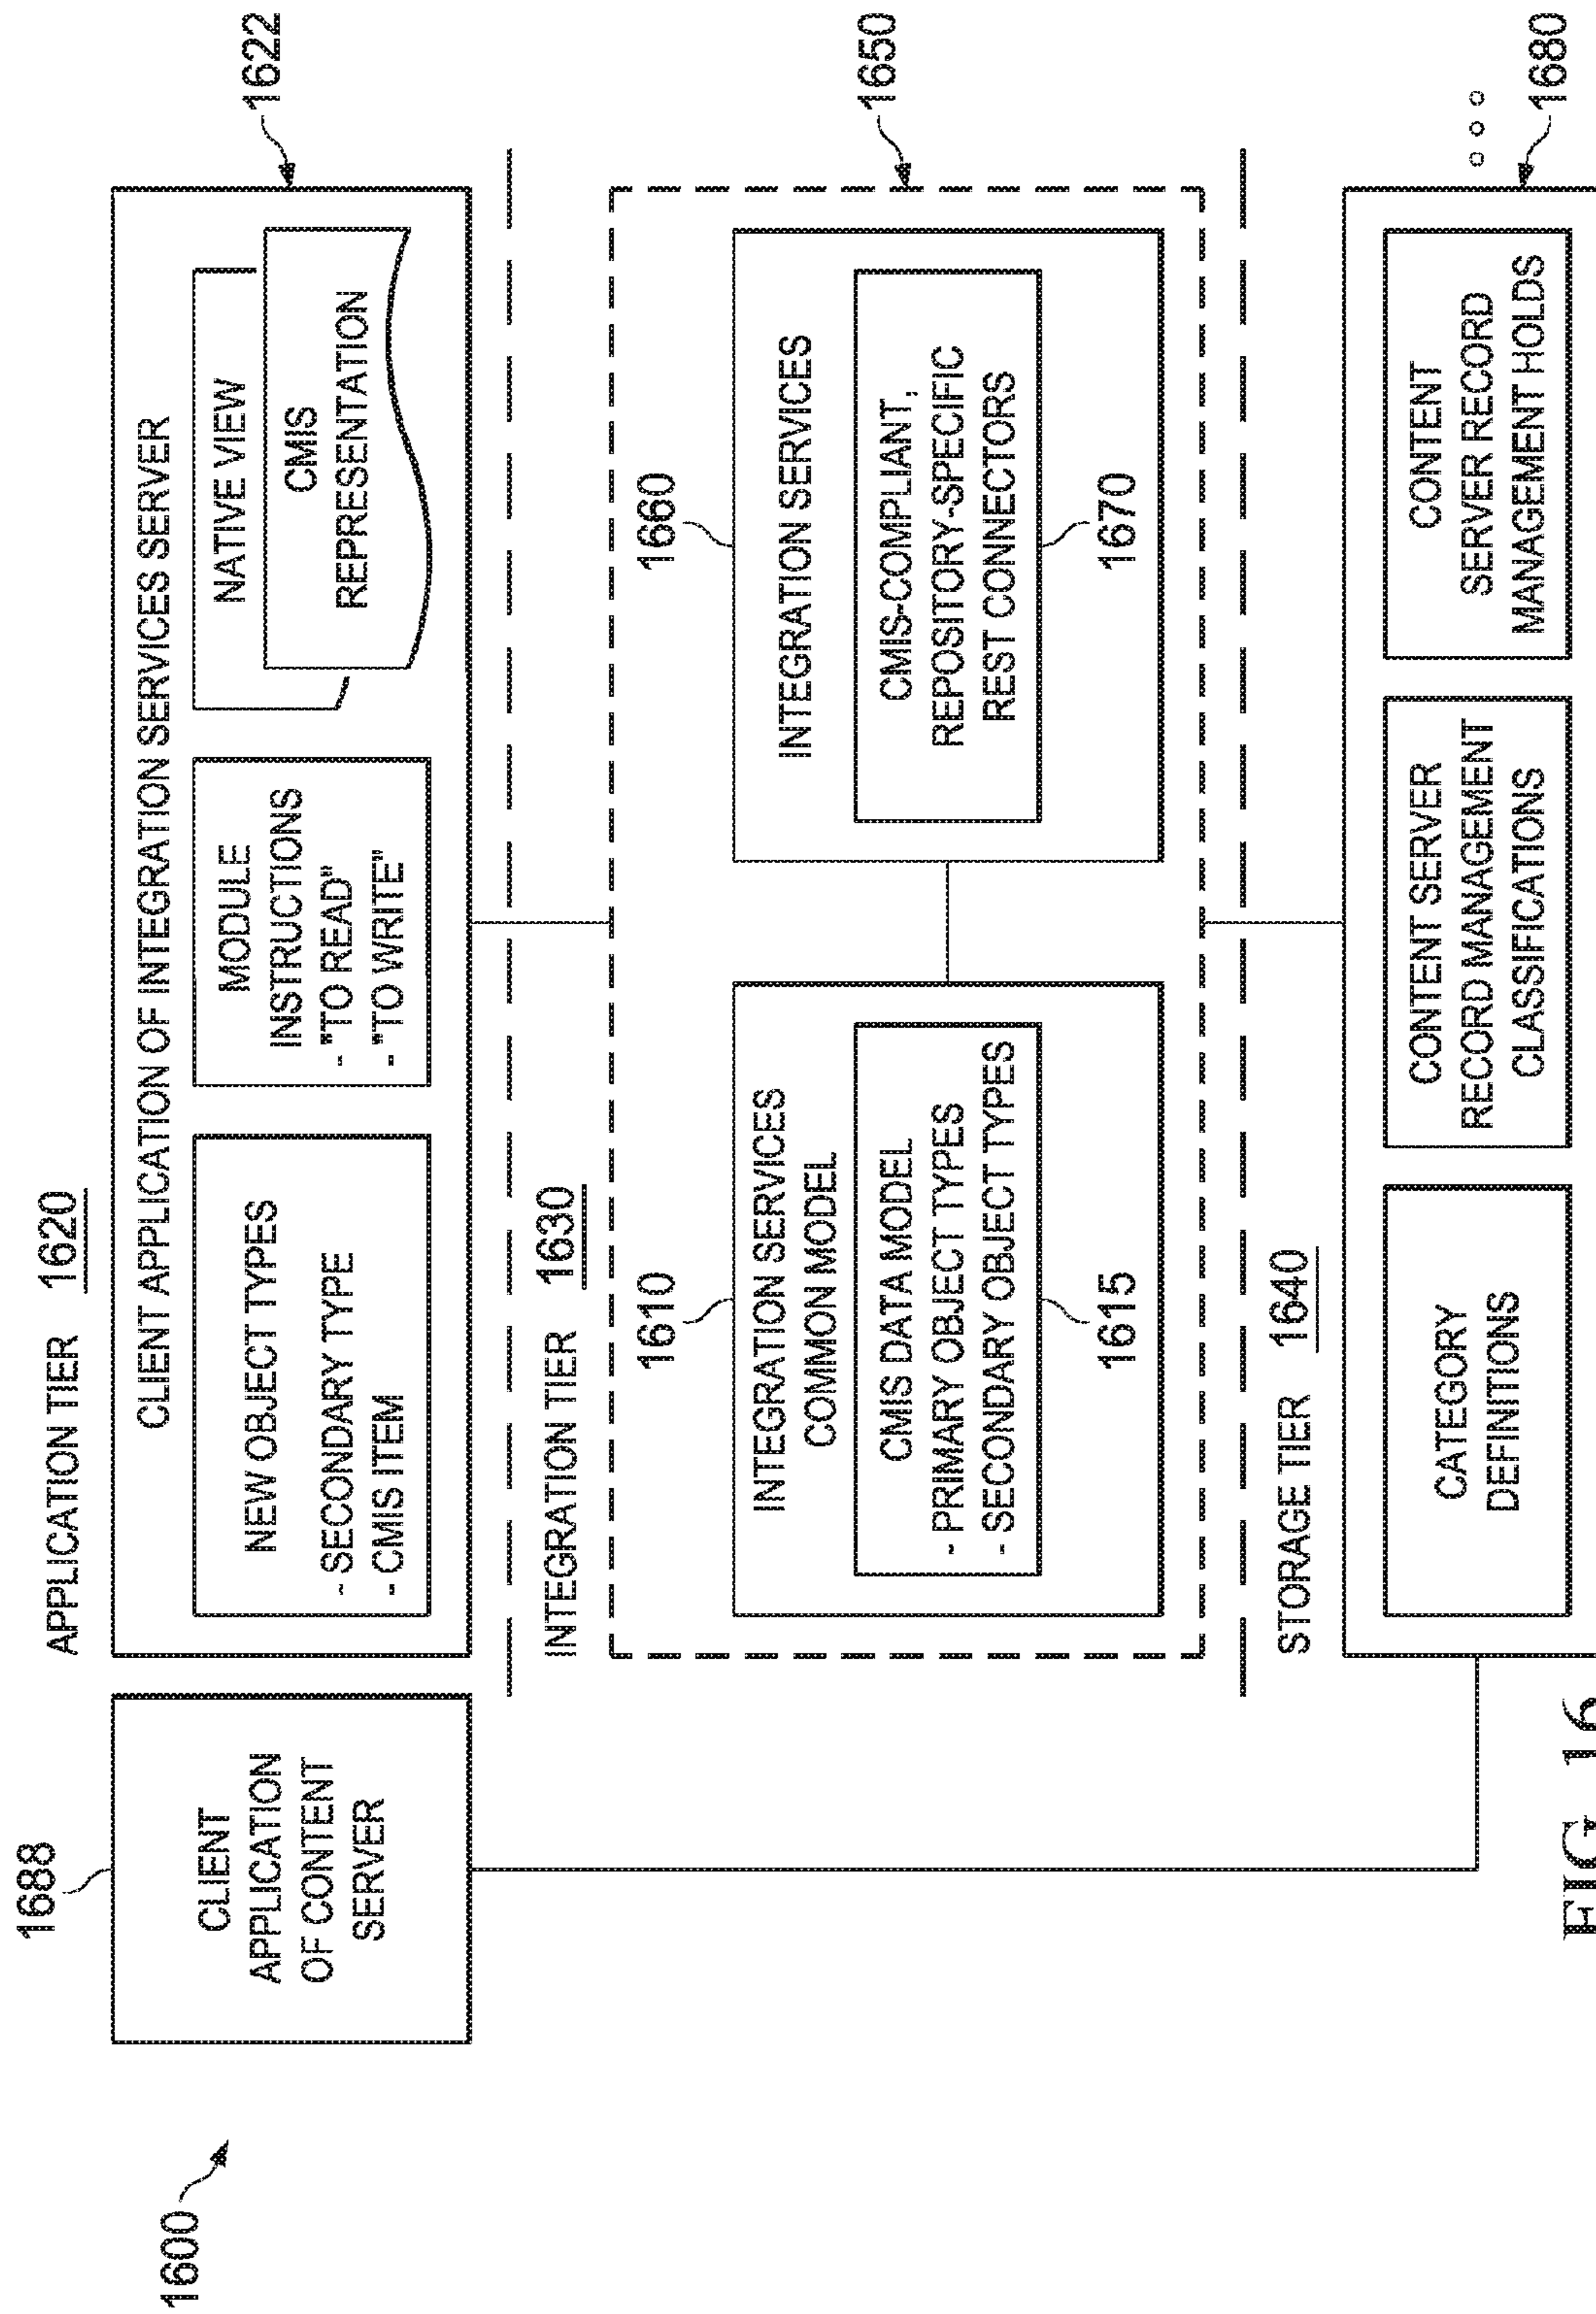 1600
1688
CLIENT
APPLICATION
OF CONTENT
SERVER
APPLICATION TIER 1620
CLIENT APPLICATION OF INTEGRATION SERVICES SERVER
1622
NEW OBJECT TYPES
- SECONDARY TYPE
- CMIS ITEM
MODULE
INSTRUCTIONS
- "TO READ"
- "TO WRITE"
NATIVE VIEW
CMIS
REPRESENTATION
INTEGRATION TIER 1630
1650
1610
INTEGRATION SERVICES
COMMON MODEL
CMIS DATA MODEL
- PRIMARY OBJECT TYPES
- SECONDARY OBJECT TYPES
1615
1660
INTEGRATION SERVICES
CMIS-COMPLIANT,
REPOSITORY-SPECIFIC
REST CONNECTORS
1670
STORAGE TIER 1640
1680
CATEGORY
DEFINITIONS
CONTENT SERVER
RECORD MANAGEMENT
CLASSIFICATIONS
CONTENT
SERVER RECORD
MANAGEMENT HOLDS
FIG. 16